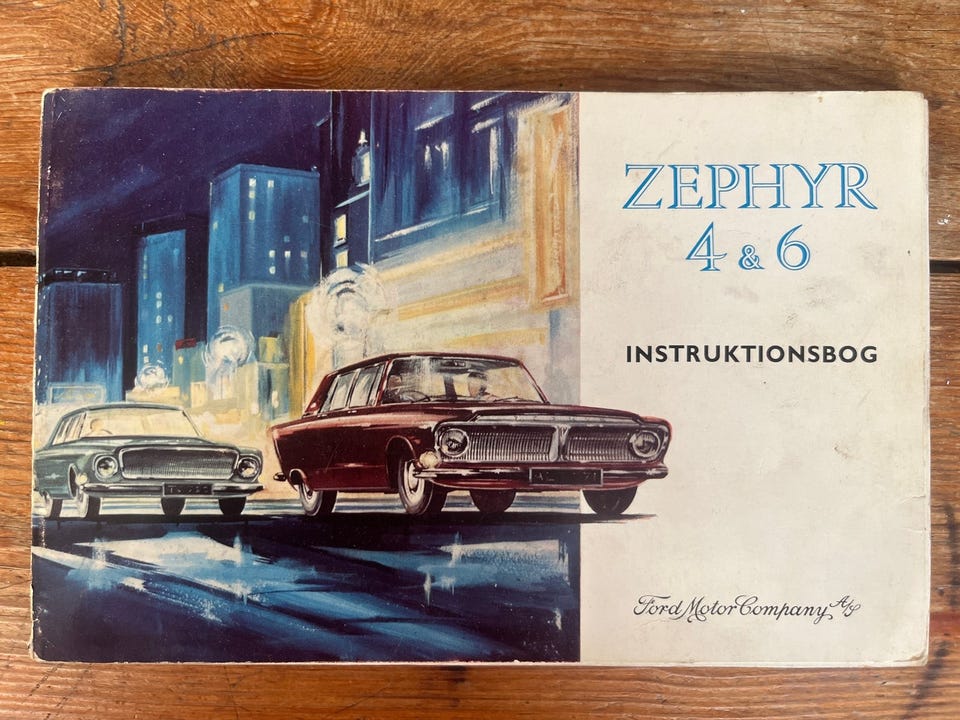 ZEPHYR
4 & 6
INSTRUKTIONSBOG
Ford Motor Company A/S